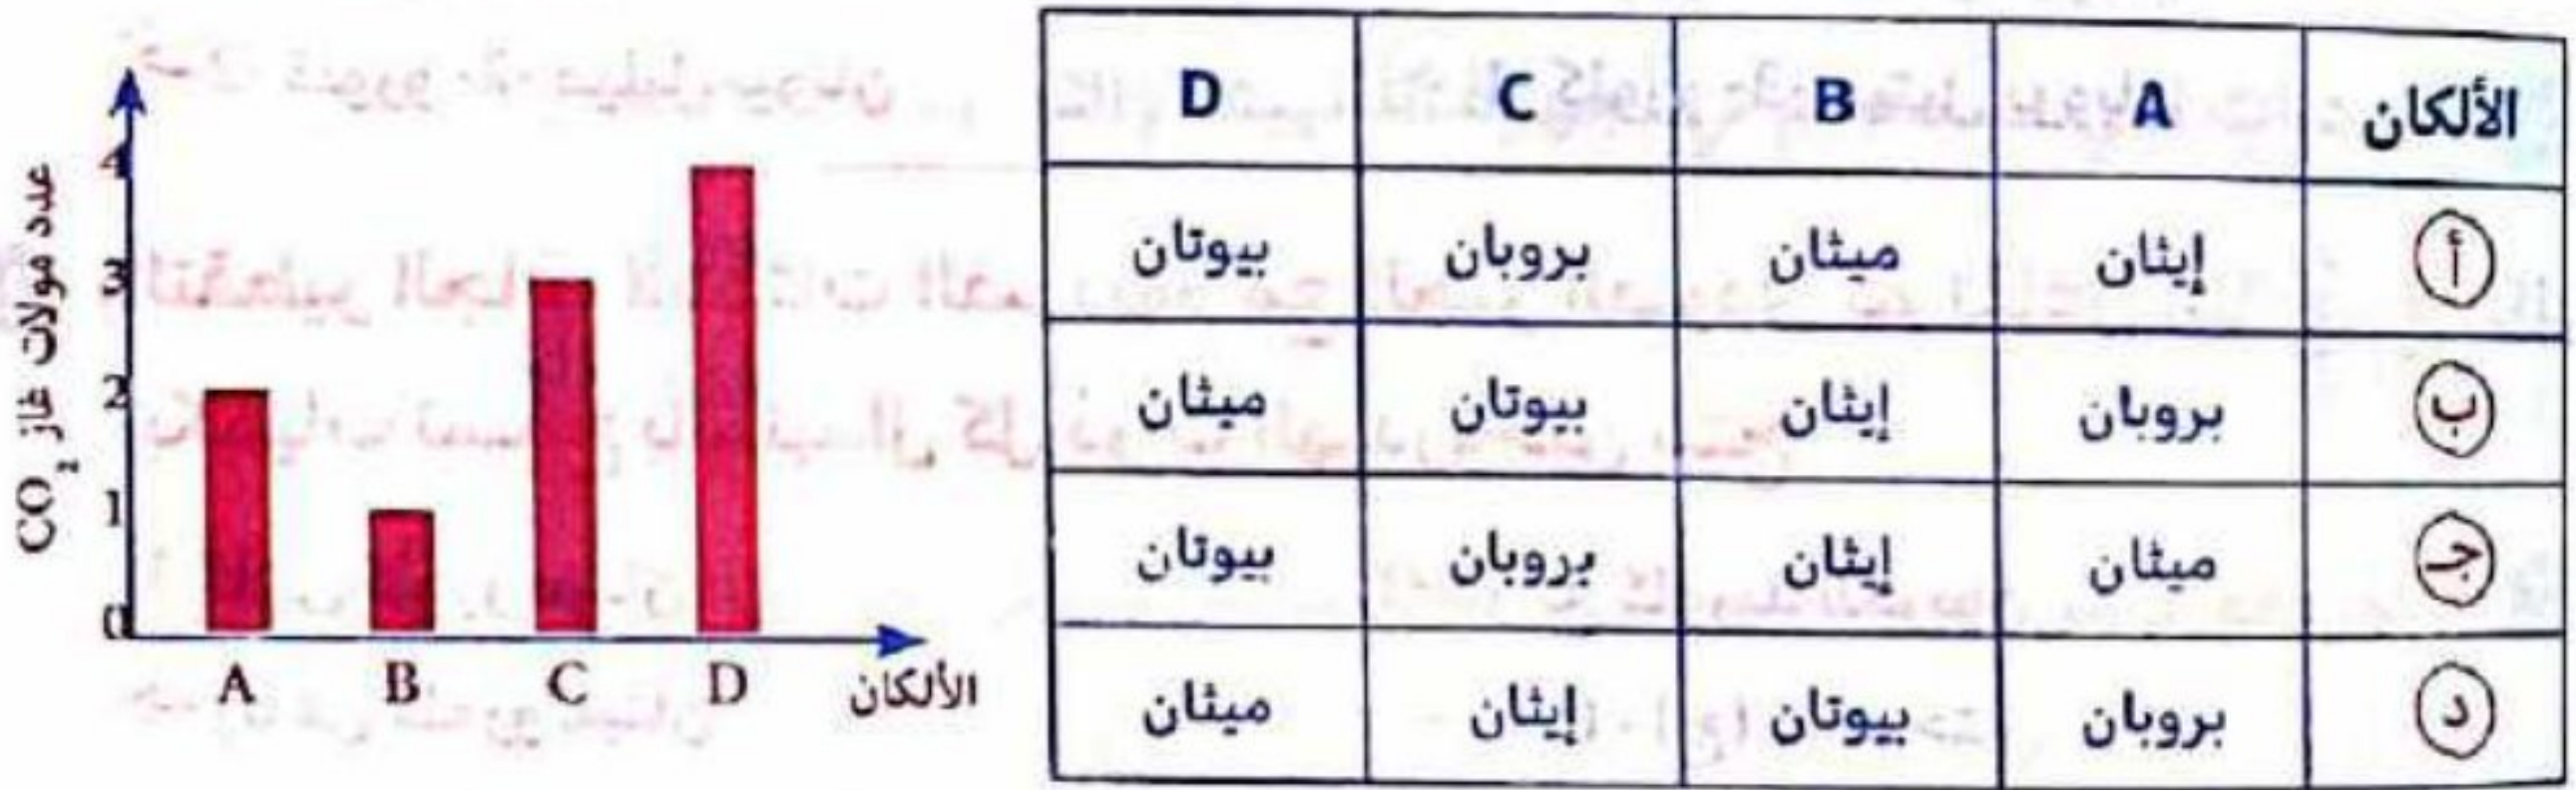 عدد مولات غاز CO₂
4
3
2
1
0
A B C D الألكان
الألكان A B C D
أ إيثان ميثان بروبان بيوتان
ب بروبان إيثان بيوتان ميثان
جـ ميثان إيثان بروبان بيوتان
د بروبان بيوتان إيثان ميثان